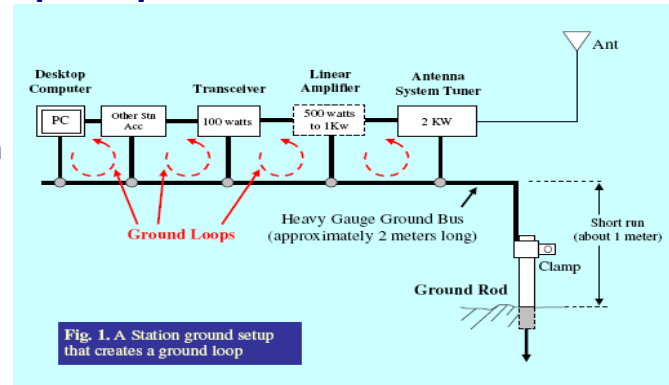 Ant
Desktop
Computer
Transceiver
Linear
Amplifier
Antenna
System Tuner
PC
Other Stn
Acc
100 watts
500 watts
to 1Kw
2 KW
Ground Loops
Heavy Gauge Ground Bus
(approximately 2 meters long)
Short run
(about 1 meter)
Clamp
Ground Rod
Fig. 1. A Station ground setup
that creates a ground loop